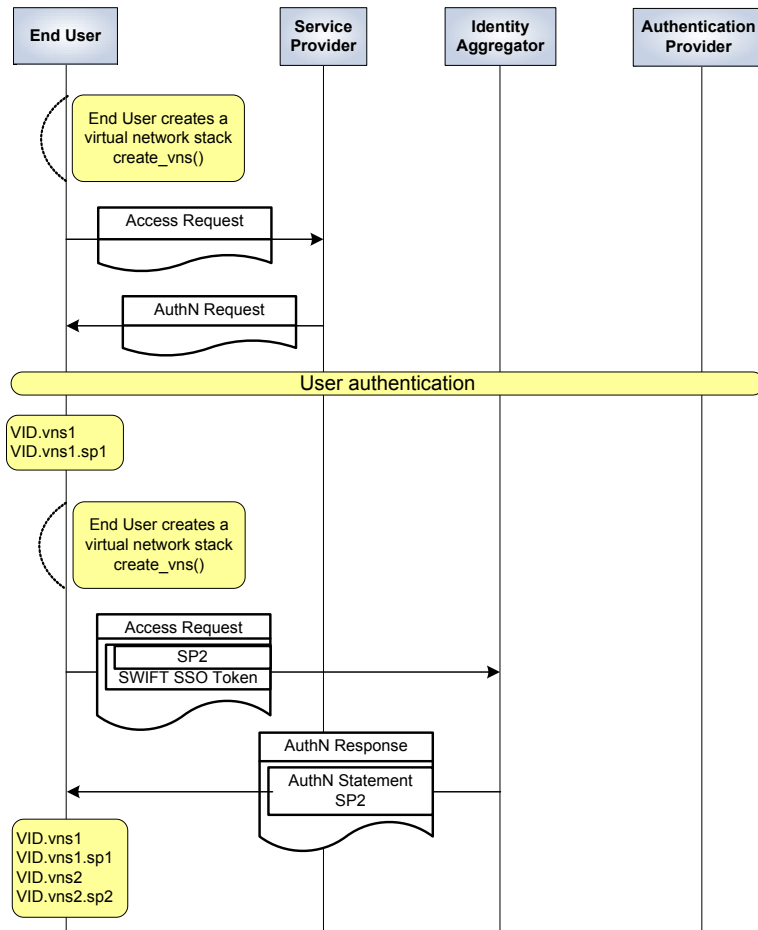 End User
Service
Provider
Identity
Aggregator
Authentication
Provider
End User creates a
virtual network stack
create_vns()
Access Request
AuthN Request
User authentication
VID.vns1
VID.vns1.sp1
End User creates a
virtual network stack
create_vns()
Access Request
SP2
SWIFT SSO Token
AuthN Response
AuthN Statement
SP2
VID.vns1
VID.vns1.sp1
VID.vns2
VID.vns2.sp2